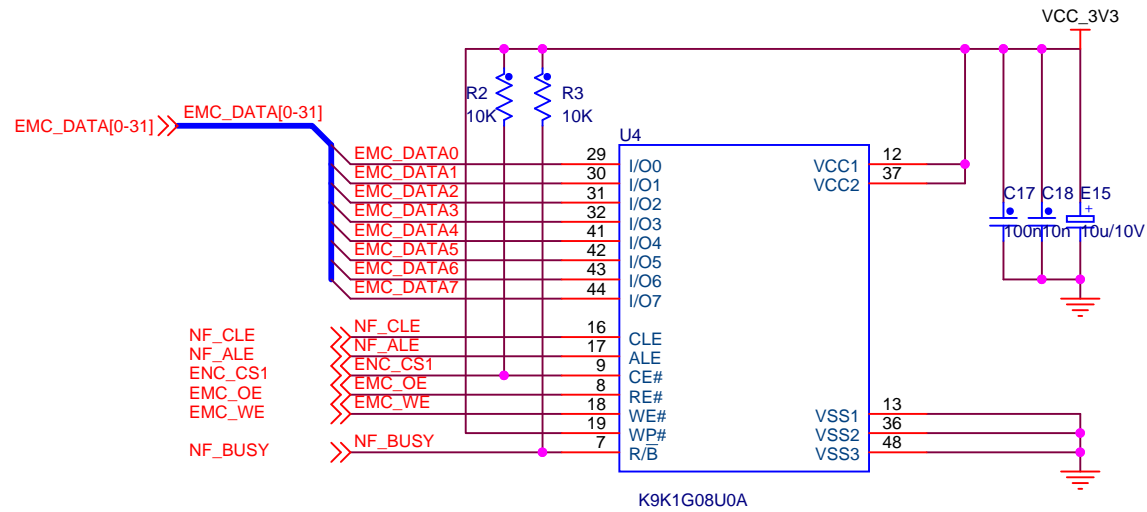 VCC_3V3
R2
10K
R3
10K
EMC_DATA[0-31]
EMC_DATA[0-31]
U4
EMC_DATA0 29 I/O0
EMC_DATA1 30 I/O1
EMC_DATA2 31 I/O2
EMC_DATA3 32 I/O3
EMC_DATA4 41 I/O4
EMC_DATA5 42 I/O5
EMC_DATA6 43 I/O6
EMC_DATA7 44 I/O7
VCC1 12
VCC2 37
C17
100n
C18
10n
E15
+
10u/10V
NF_CLE NF_CLE 16 CLE
NF_ALE NF_ALE 17 ALE
ENC_CS1 ENC_CS1 9 CE#
EMC_OE EMC_OE 8 RE#
EMC_WE EMC_WE 18 WE#
19 WP#
NF_BUSY NF_BUSY 7 R/B
VSS1 13
VSS2 36
VSS3 48
K9K1G08U0A